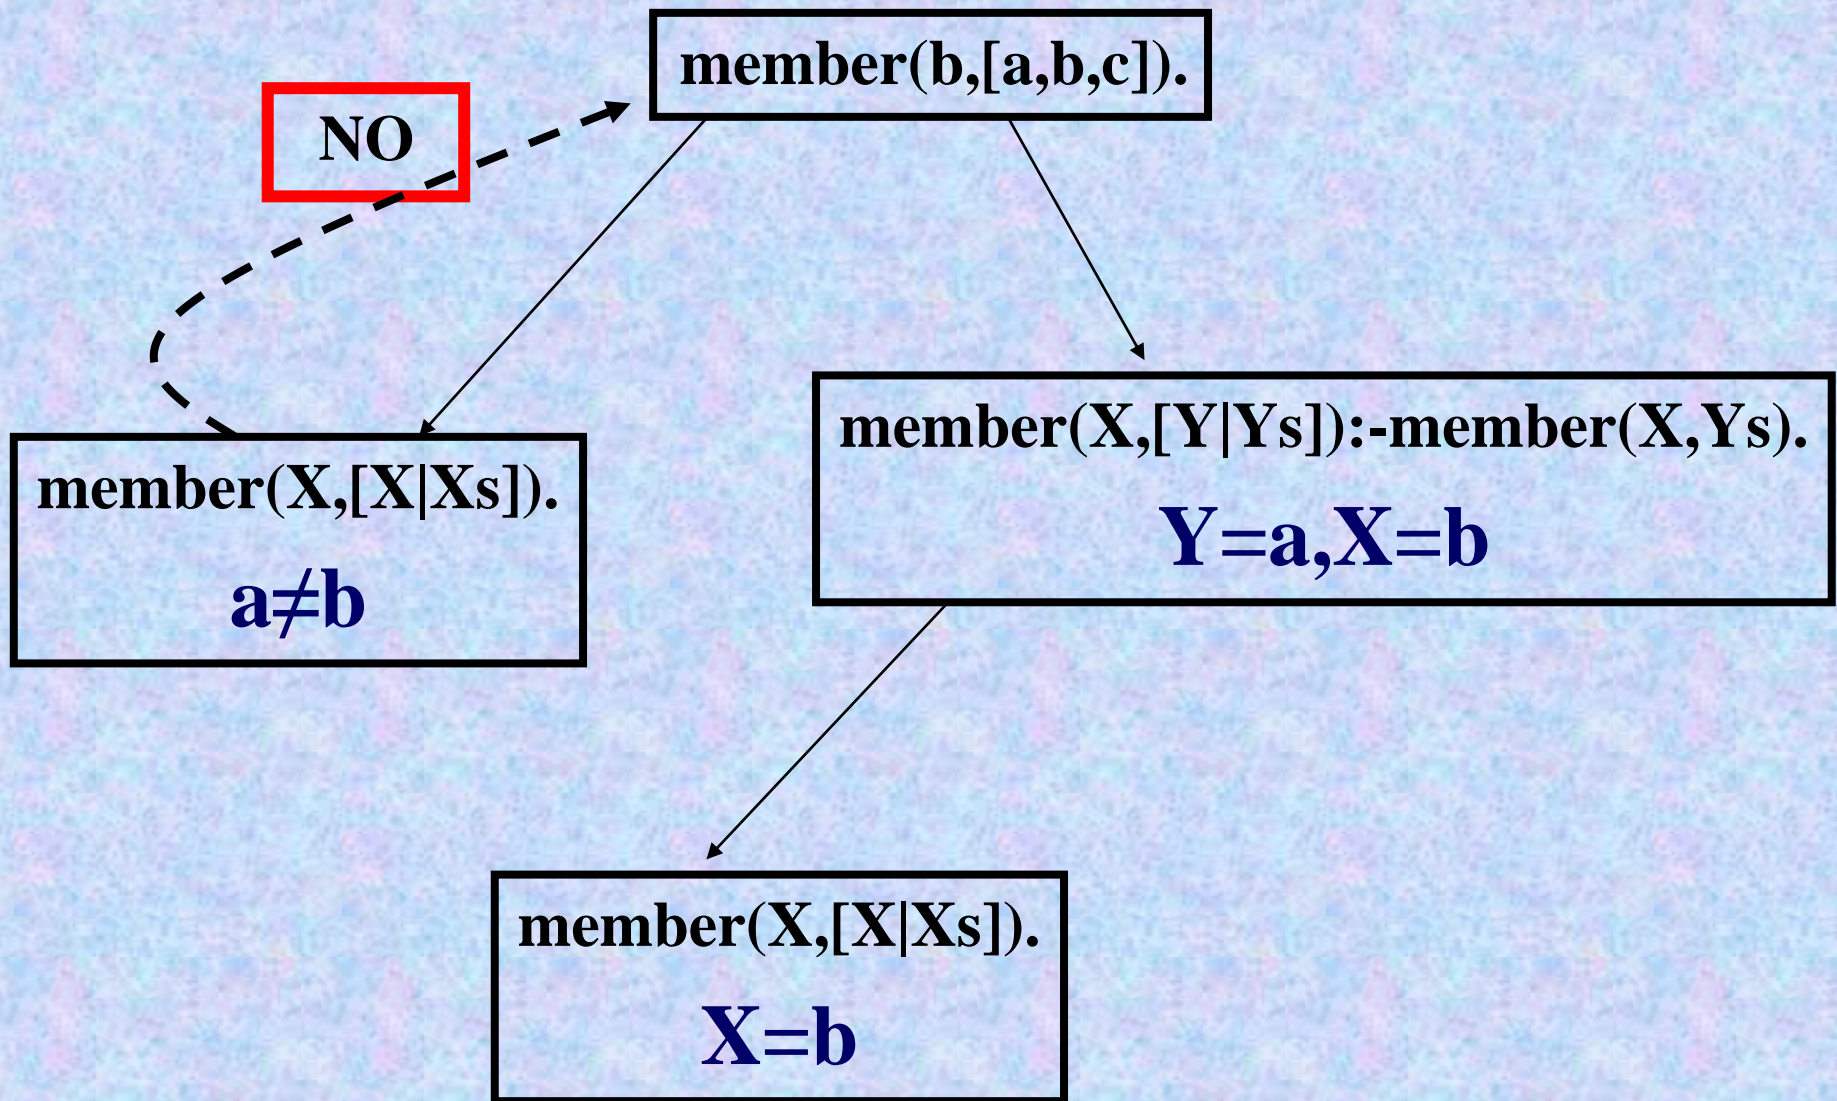 member(b,[a,b,c]).
NO
member(X,[Y|Ys]):-member(X,Ys).
Y=a,X=b
member(X,[X|Xs]).
a≠b
member(X,[X|Xs]).
X=b